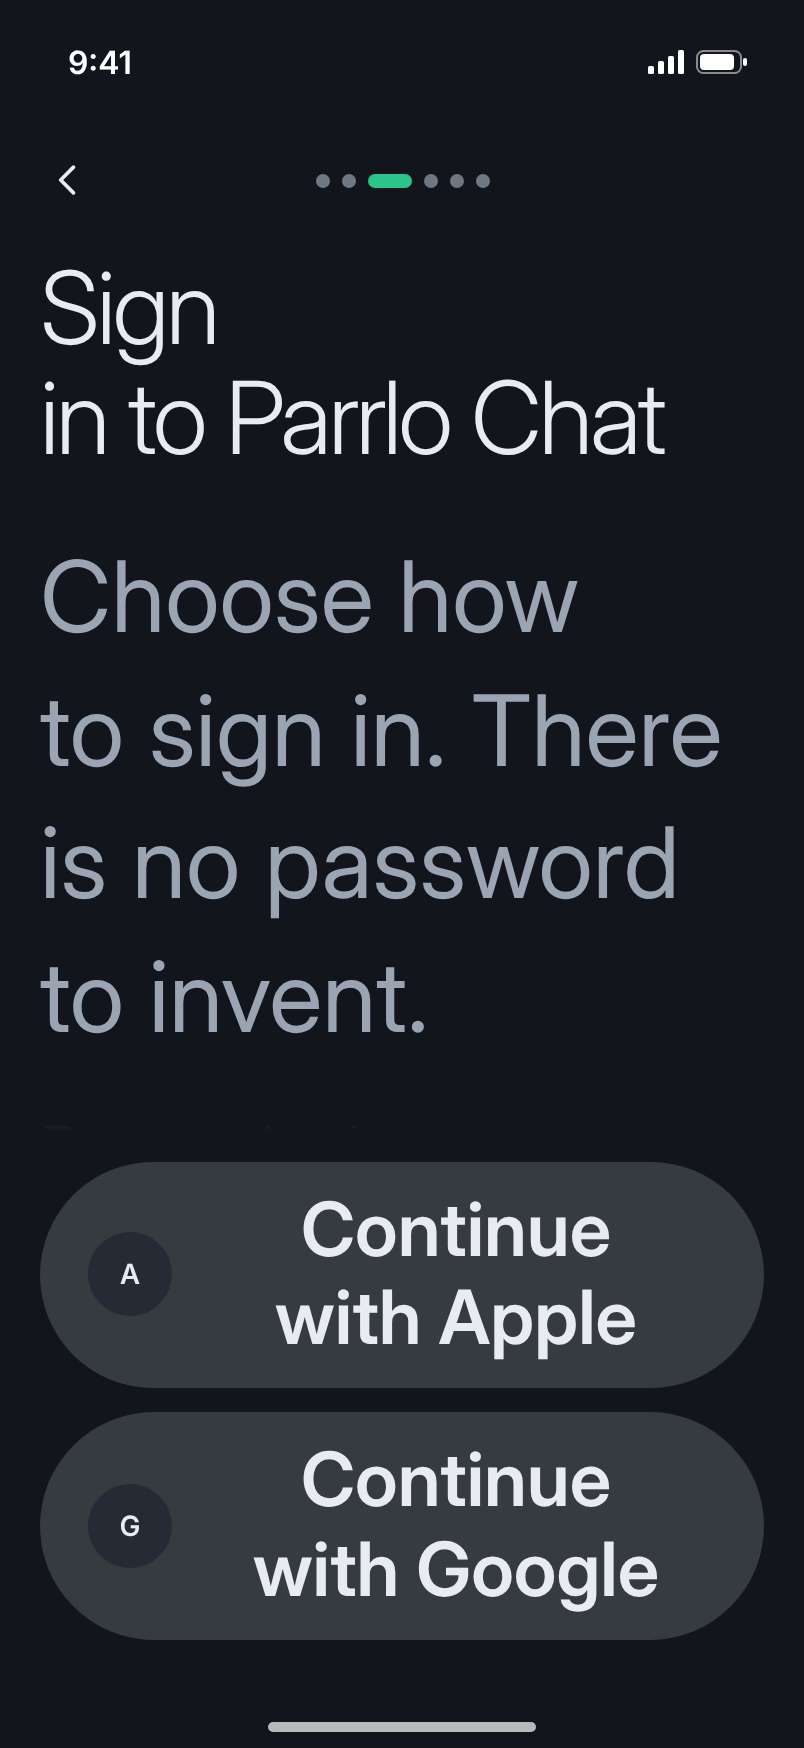 9:41
Sign
in to Parrlo Chat
Choose how
to sign in. There
is no password
to invent.
A
Continue
with Apple
G
Continue
with Google